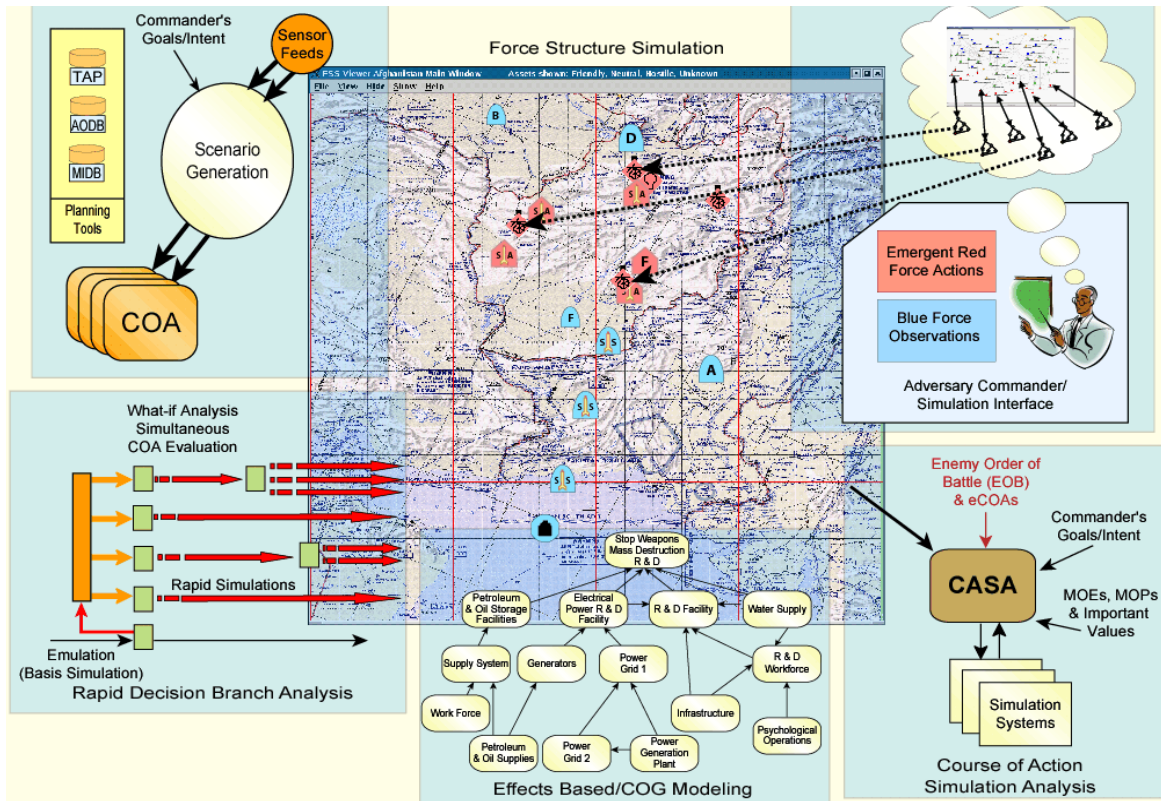 Commander's
Goals/Intent
Sensor
Feeds
TAP
AODB
MIDB
Planning
Tools
Scenario
Generation
COA
Force Structure Simulation
FSS Viewer Afghanistan Main Window Assets shown: Friendly, Neutral, Hostile, Unknown
File View Hide Show Help
B
D
S A
S A
S A
F
S A
F
S S
A
S S
S S
Emergent Red
Force Actions
Blue Force
Observations
Adversary Commander/
Simulation Interface
What-if Analysis
Simultaneous
COA Evaluation
Rapid Simulations
Emulation
(Basis Simulation)
Rapid Decision Branch Analysis
Stop Weapons
Mass Destruction
R & D
Petroleum
& Oil Storage
Facilities
Electrical
Power R & D
Facility
R & D Facility
Water Supply
Supply System
Generators
Power
Grid 1
R & D
Workforce
Work Force
Infrastructure
Psychological
Operations
Petroleum
& Oil Supplies
Power
Grid 2
Power
Generation
Plant
Effects Based/COG Modeling
Enemy Order of
Battle (EOB)
& eCOAs
Commander's
Goals/Intent
CASA
MOEs, MOPs
& Important
Values
Simulation
Systems
Course of Action
Simulation Analysis